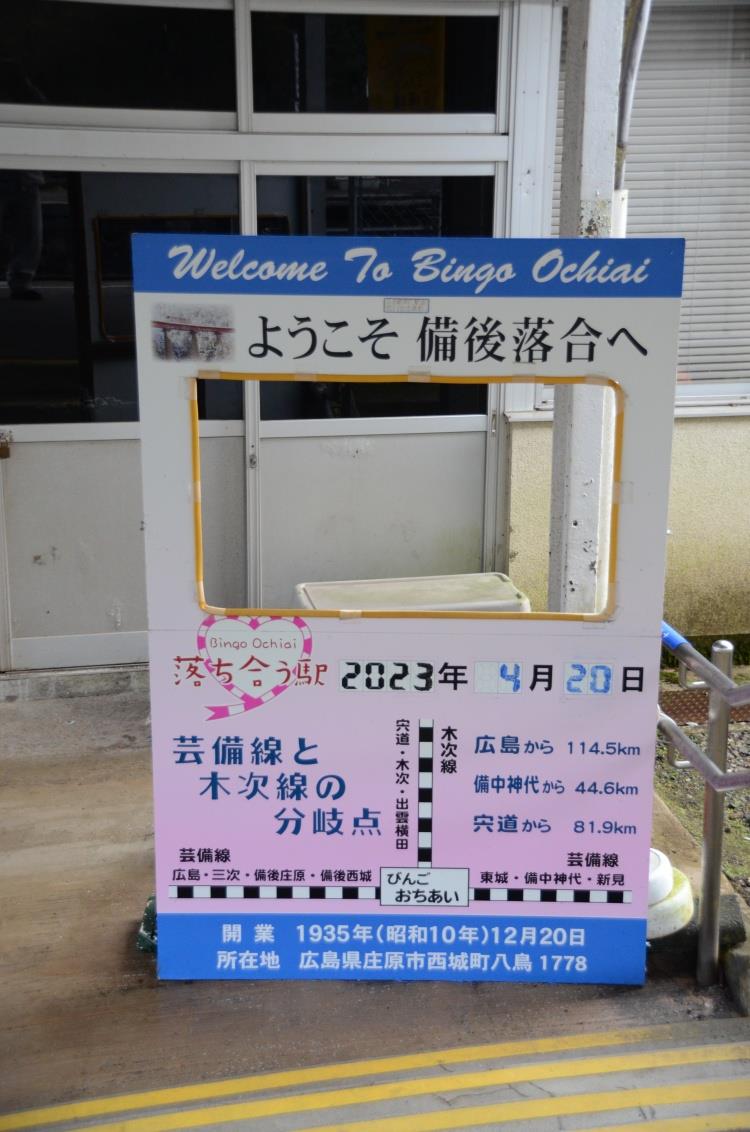 Welcome To Bingo Ochiai
ようこそ 備後落合へ
Bingo Ochiai
落ち合う駅 2023年 4月 20日
芸備線と
木次線の
分岐点
宍道・木次・出雲横田
木次線
広島から 114.5km
備中神代から 44.6km
宍道から 81.9km
芸備線
広島・三次・備後庄原・備後西城
びんご
おちあい
芸備線
東城・備中神代・新見
開業 1935年(昭和10年)12月20日
所在地 広島県庄原市西城町八鳥1778